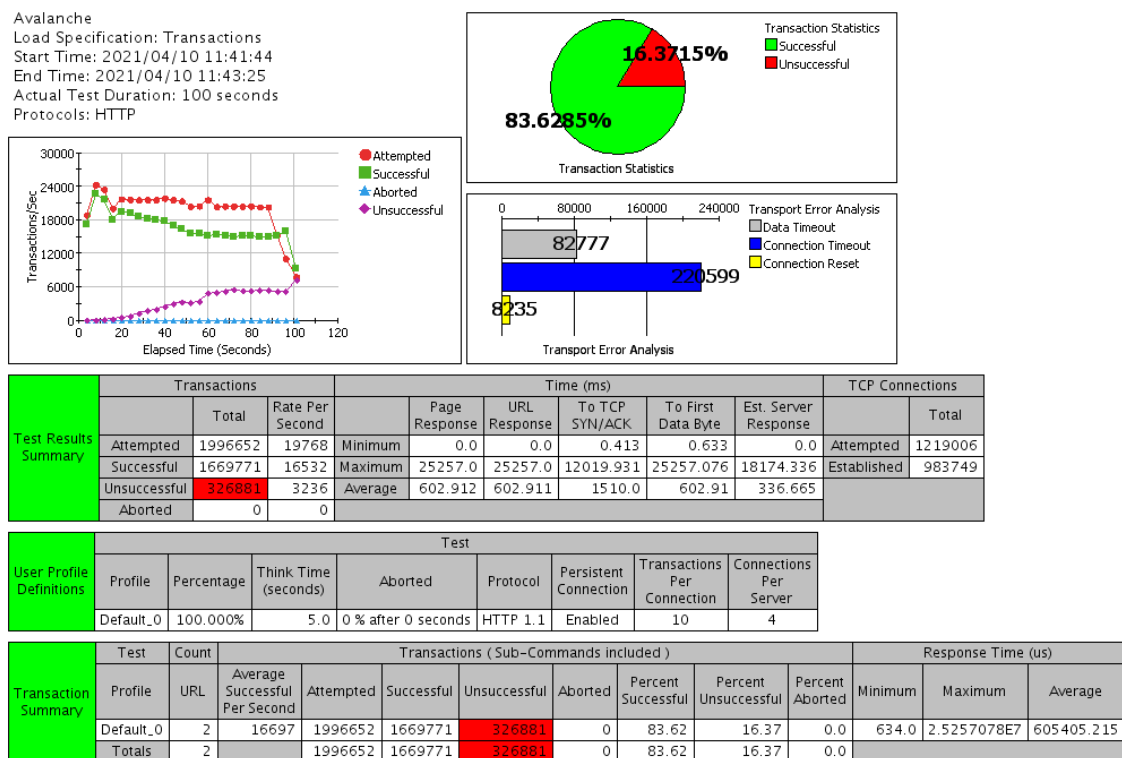 Avalanche
Load Specification: Transactions
Start Time: 2021/04/10 11:41:44
End Time: 2021/04/10 11:43:25
Actual Test Duration: 100 seconds
Protocols: HTTP
16.3715%
83.6285%
Transaction Statistics
Transaction Statistics
Successful
Unsuccessful
30000
24000
18000
12000
6000
0
0 20 40 60 80 100 120
Transactions/Sec
Elapsed Time (Seconds)
Attempted
Successful
Aborted
Unsuccessful
0 80000 160000 240000
82777
220599
8235
Transport Error Analysis
Transport Error Analysis
Data Timeout
Connection Timeout
Connection Reset
Test Results Summary
Transactions Time (ms) TCP Connections
Total Rate Per Second Page Response URL Response To TCP SYN/ACK To First Data Byte Est. Server Response Total
Attempted 1996652 19768 Minimum 0.0 0.0 0.413 0.633 0.0 Attempted 1219006
Successful 1669771 16532 Maximum 25257.0 25257.0 12019.931 25257.076 18174.336 Established 983749
Unsuccessful 326881 3236 Average 602.912 602.911 1510.0 602.91 336.665
Aborted 0 0
User Profile Definitions
Test
Profile Percentage Think Time (seconds) Aborted Protocol Persistent Connection Transactions Per Connection Connections Per Server
Default_0 100.000% 5.0 0 % after 0 seconds HTTP 1.1 Enabled 10 4
Transaction Summary
Test Count Transactions ( Sub-Commands included ) Response Time (us)
Profile URL Average Successful Per Second Attempted Successful Unsuccessful Aborted Percent Successful Percent Unsuccessful Percent Aborted Minimum Maximum Average
Default_0 2 16697 1996652 1669771 326881 0 83.62 16.37 0.0 634.0 2.5257078E7 605405.215
Totals 2 1996652 1669771 326881 0 83.62 16.37 0.0